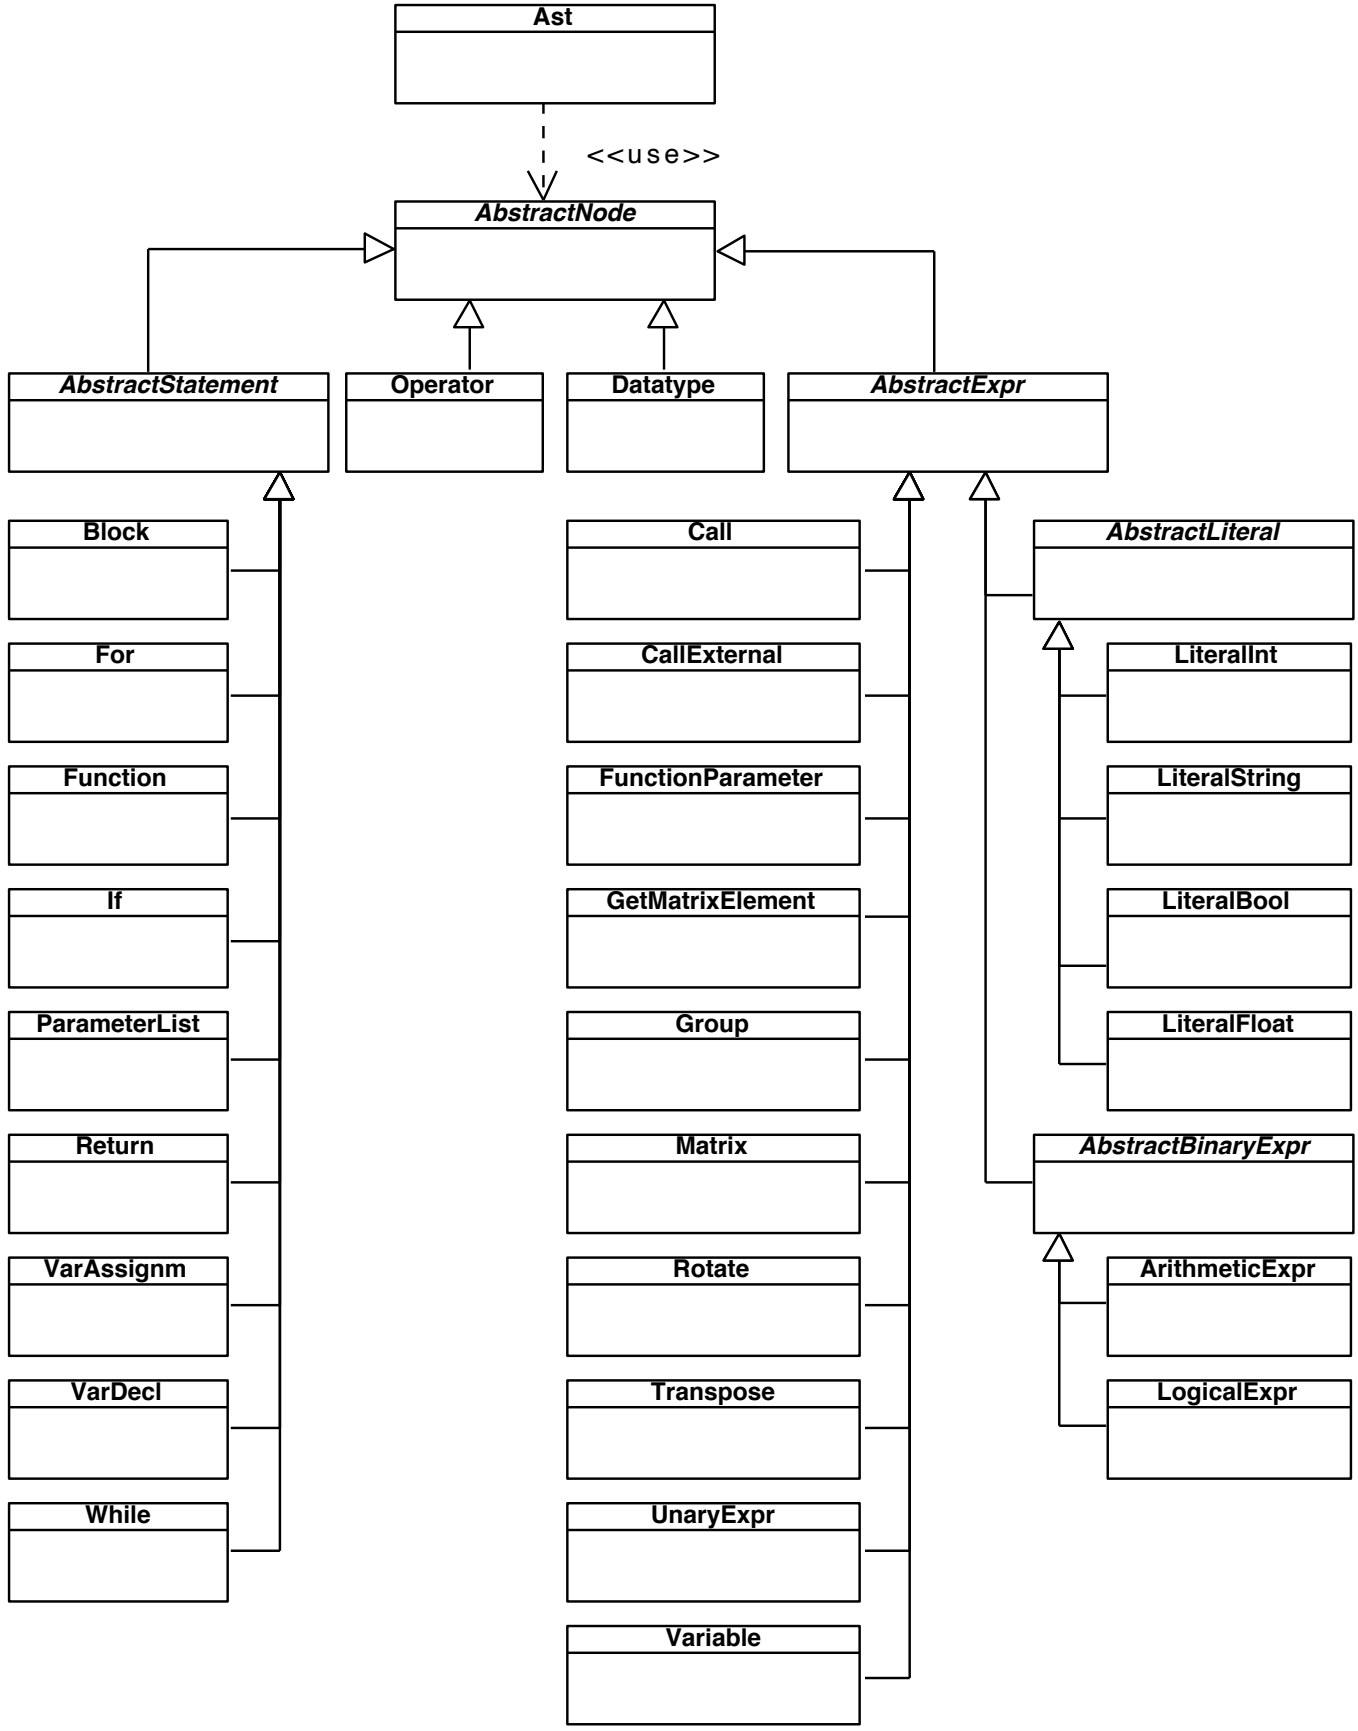 Ast
<<use>>
AbstractNode
AbstractStatement
Operator
Datatype
AbstractExpr
Block
Call
AbstractLiteral
For
CallExternal
LiteralInt
Function
FunctionParameter
LiteralString
If
GetMatrixElement
LiteralBool
ParameterList
Group
LiteralFloat
Return
Matrix
AbstractBinaryExpr
VarAssignm
Rotate
ArithmeticExpr
VarDecl
Transpose
LogicalExpr
While
UnaryExpr
Variable